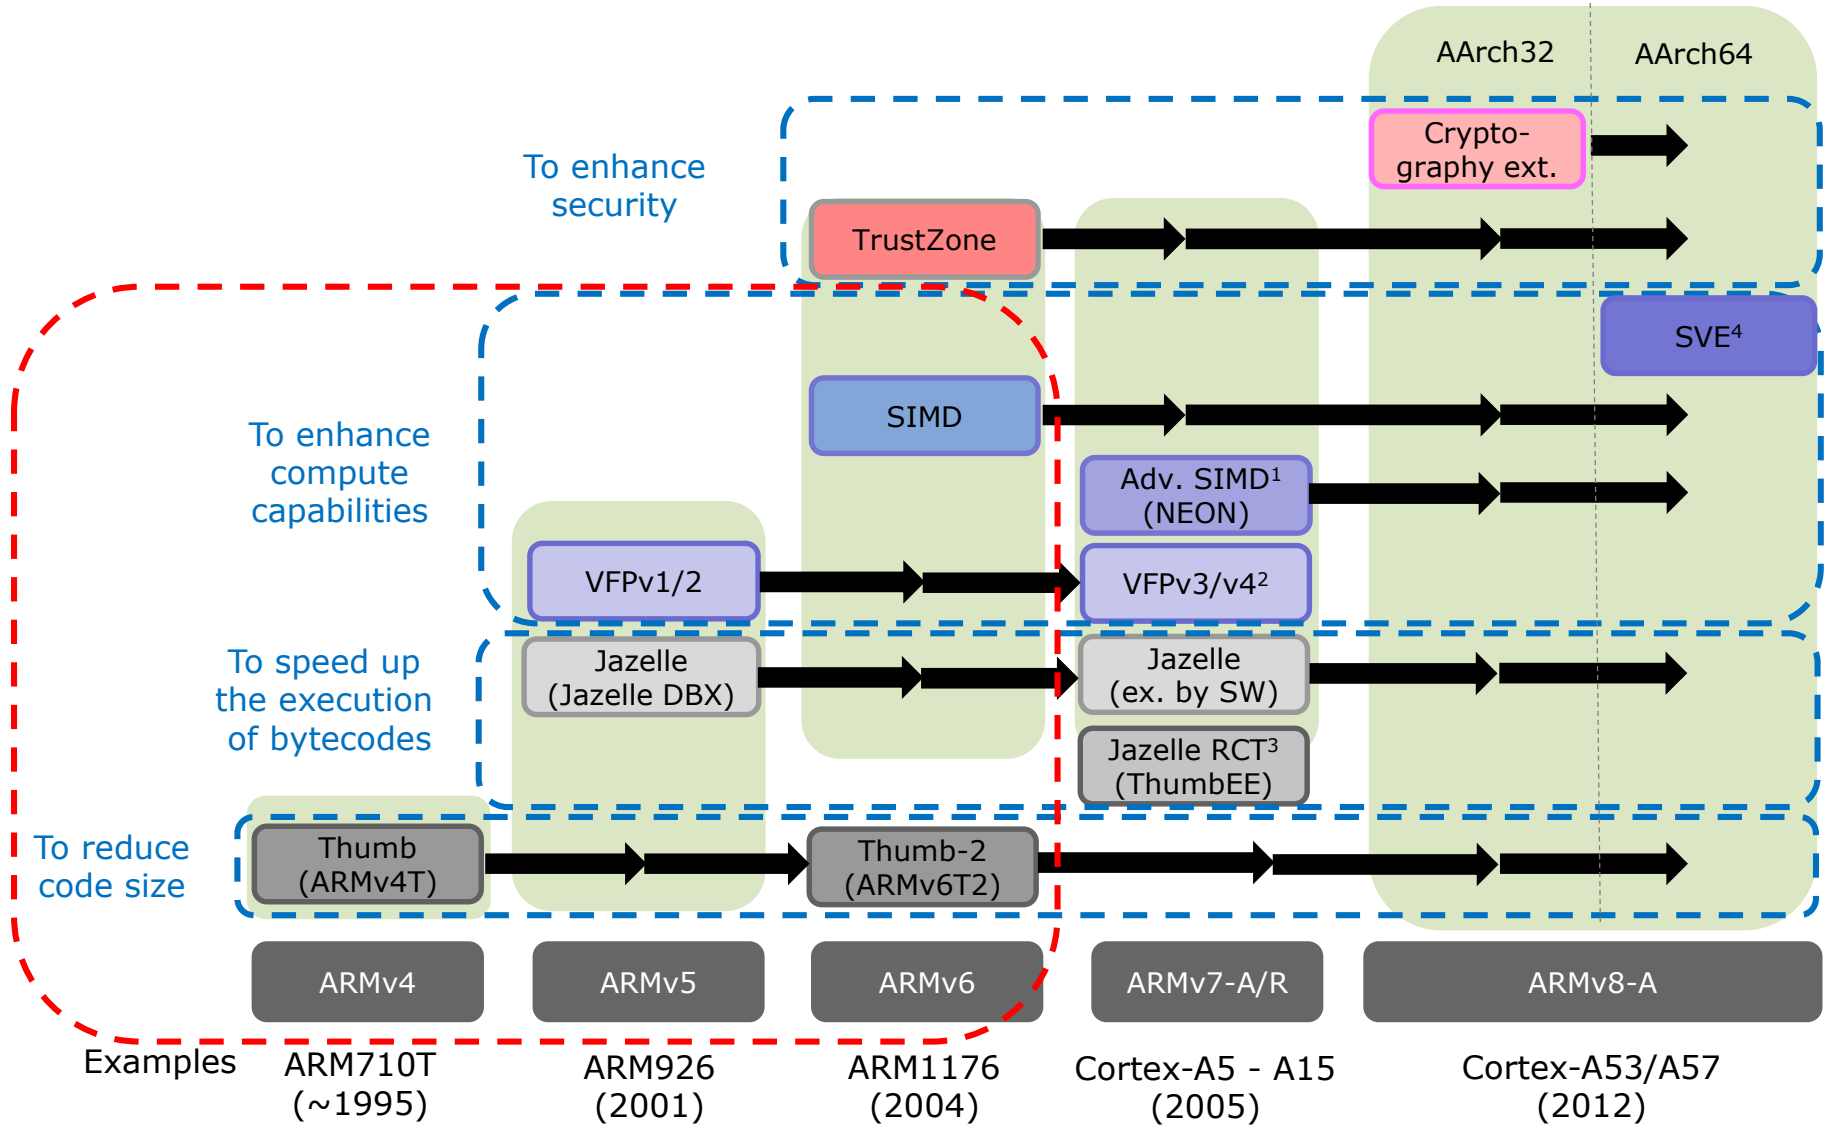 AArch32
AArch64
Crypto-
graphy ext.
To enhance
security
TrustZone
SVE4
To enhance
compute
capabilities
SIMD
Adv. SIMD1
(NEON)
VFPv1/2
VFPv3/v42
To speed up
the execution
of bytecodes
Jazelle
(Jazelle DBX)
Jazelle
(ex. by SW)
Jazelle RCT3
(ThumbEE)
To reduce
code size
Thumb
(ARMv4T)
Thumb-2
(ARMv6T2)
ARMv4
ARMv5
ARMv6
ARMv7-A/R
ARMv8-A
Examples
ARM710T
(~1995)
ARM926
(2001)
ARM1176
(2004)
Cortex-A5 - A15
(2005)
Cortex-A53/A57
(2012)